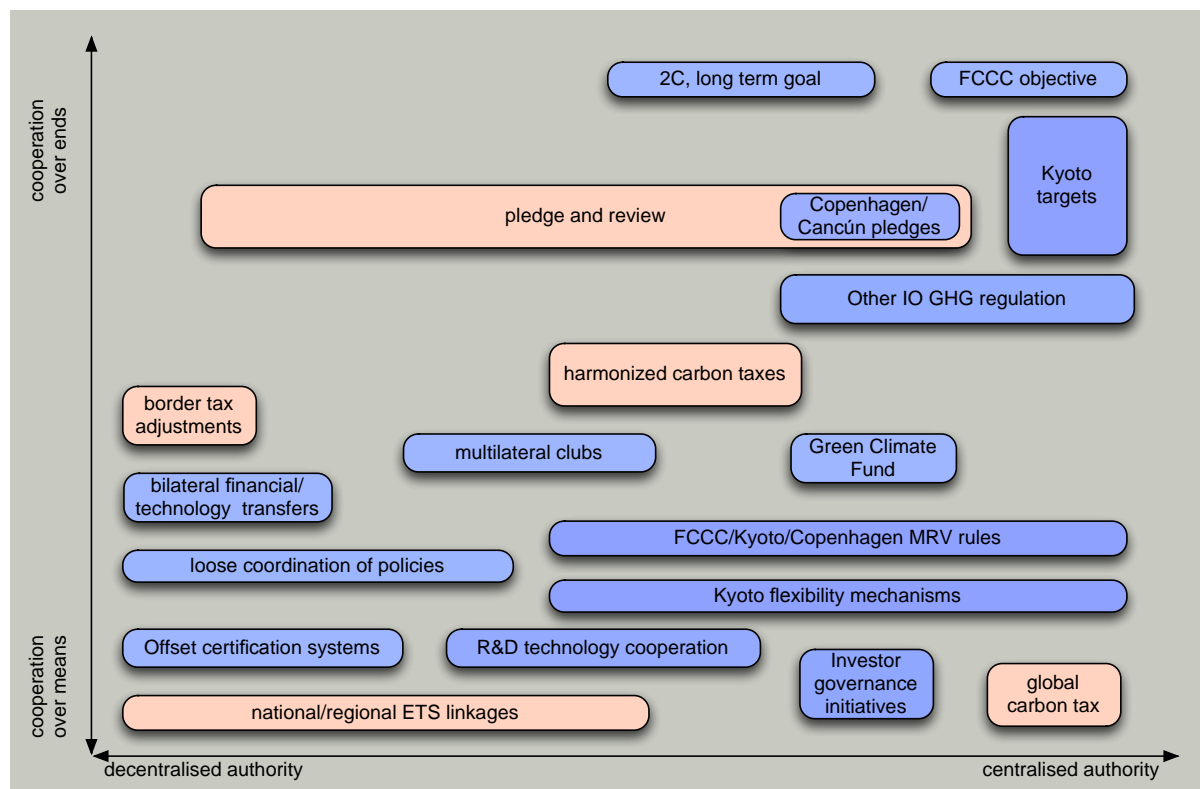 cooperation
over ends
2C, long term goal
FCCC objective
Kyoto
targets
pledge and review
Copenhagen/
Cancún pledges
Other IO GHG regulation
harmonized carbon taxes
border tax
adjustments
multilateral clubs
Green Climate
Fund
bilateral financial/
technology transfers
FCCC/Kyoto/Copenhagen MRV rules
loose coordination of policies
Kyoto flexibility mechanisms
cooperation
over means
Offset certification systems
R&D technology cooperation
Investor
governance
initiatives
global
carbon tax
national/regional ETS linkages
decentralised authority
centralised authority